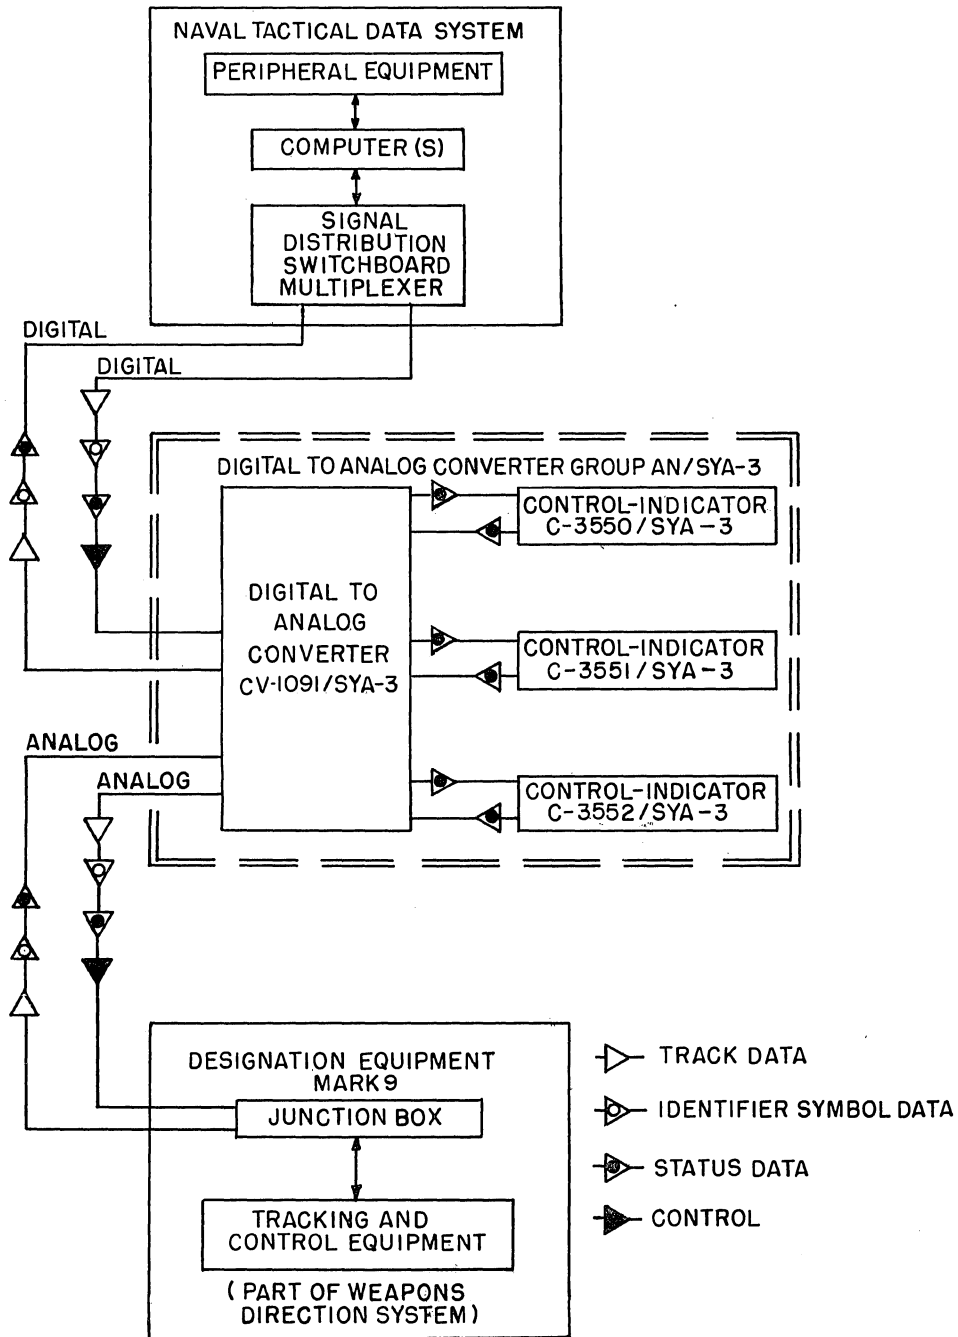 NAVAL TACTICAL DATA SYSTEM
PERIPHERAL EQUIPMENT
COMPUTER (S)
SIGNAL
DISTRIBUTION
SWITCHBOARD
MULTIPLEXER
DIGITAL
DIGITAL
DIGITAL TO ANALOG CONVERTER GROUP AN/SYA-3
DIGITAL TO
ANALOG
CONVERTER
CV-1091/SYA-3
CONTROL-INDICATOR
C-3550/SYA-3
CONTROL-INDICATOR
C-3551/SYA-3
CONTROL-INDICATOR
C-3552/SYA-3
ANALOG
ANALOG
DESIGNATION EQUIPMENT
MARK 9
JUNCTION BOX
TRACKING AND
CONTROL EQUIPMENT
(PART OF WEAPONS
DIRECTION SYSTEM)
TRACK DATA
IDENTIFIER SYMBOL DATA
STATUS DATA
CONTROL